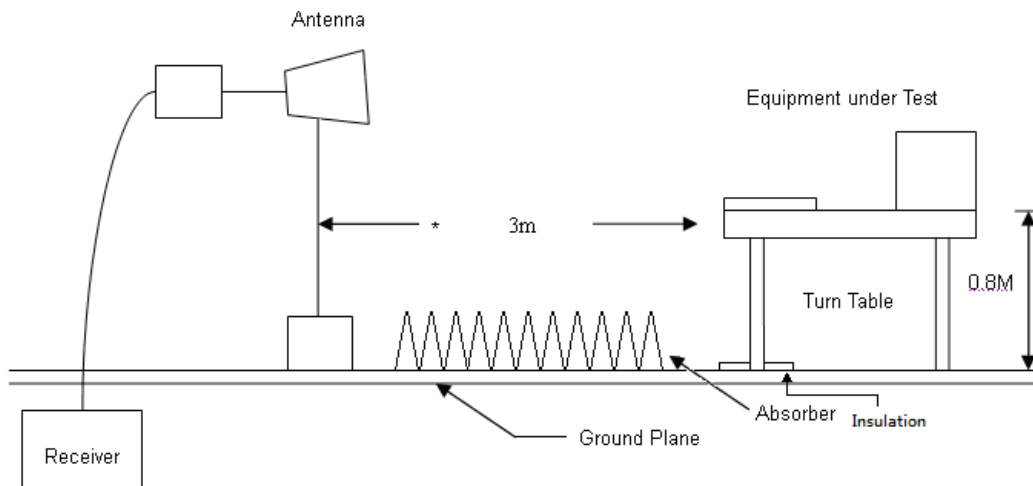 Antenna
Equipment under Test
* 3m
0.8M
Turn Table
Absorber
Insulation
Ground Plane
Receiver